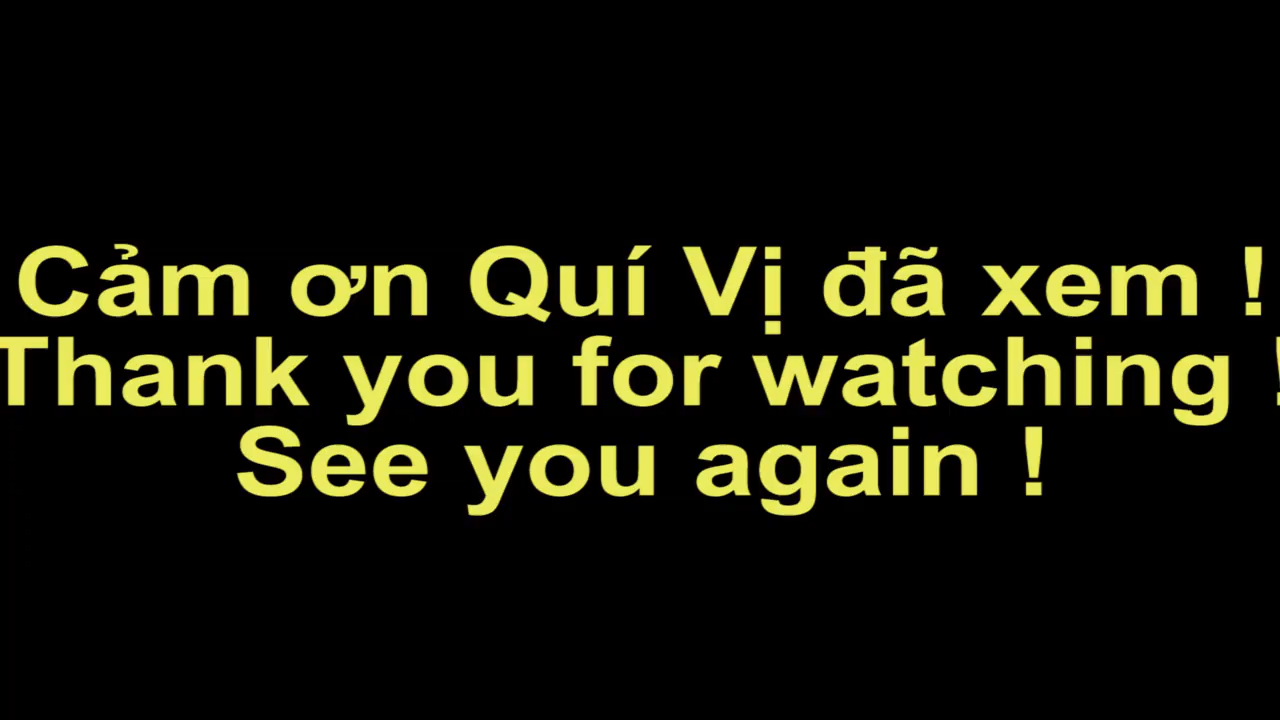 Cảm ơn Quí Vị đã xem !
Thank you for watching !
See you again !